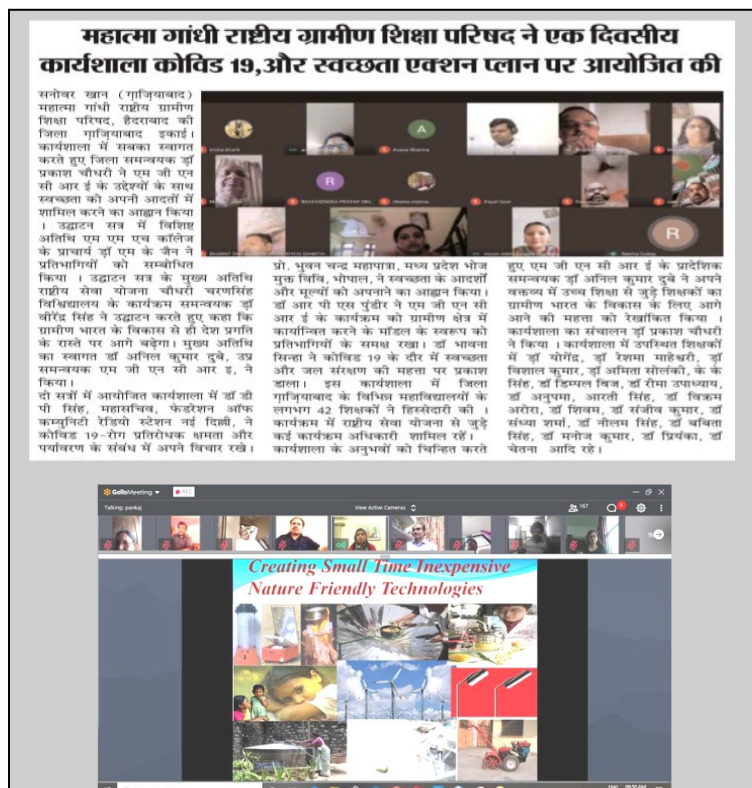 महात्मा गांधी राष्ट्रीय ग्रामीण शिक्षा परिषद ने एक दिवसीय
कार्यशाला कोविड 19,और स्वच्छता एक्शन प्लान पर आयोजित की
सनोवर खान (गाज़ियाबाद)
महात्मा गांधी राष्ट्रीय ग्रामीण
शिक्षा परिषद, हैदराबाद की
जिला गाज़ियाबाद इकाई।
कार्यशाला में सबका स्वागत
करते हुए जिला समन्वयक डॉ
प्रकाश चौधरी ने एम जी एन
सी आर ई के उद्देश्यों के साथ
स्वच्छता को अपनी आदतों में
शामिल करने का आह्वान किया
। उद्घाटन सत्र में विशिष्ट
अतिथि एम एम एच कॉलेज
के प्राचार्य डॉ एम के जैन ने
प्रतिभागियों को सम्बोधित
किया । उद्घाटन सत्र के मुख्य अतिथि
राष्ट्रीय सेवा योजना चौधरी चरणसिंह
विश्विद्यालय के कार्यक्रम समन्वयक डॉ
वीरेंद्र सिंह ने उद्घाटन करते हुए कहा कि
ग्रामीण भारत के विकास से ही देश प्रगति
के रास्ते पर आगे बढ़ेगा। मुख्य अतिथि
का स्वागत डॉ अनिल कुमार दुबे, उप्र
समन्वयक एम जी एन सी आर इ, ने
किया।
दो सत्रों में आयोजित कार्यशाला में डॉ डी
पी सिंह, महासचिव, फेडरेशन ऑफ
कम्युनिटी रेडियो स्टेशन नई दिल्ली, ने
कोविड 19-रोग प्रतिरोधक क्षमता और
पर्यावरण के संबंध में अपने विचार रखे।
प्रो. भुवन चन्द्र महापात्रा, मध्य प्रदेश भोज
मुक्त विवि, भोपाल, ने स्वच्छता के आदर्शों
और मूल्यों को अपनाने का आह्वान किया।
डॉ आर पी एस पुंडीर ने एम जी एन सी
आर ई के कार्यक्रम को ग्रामीण क्षेत्र में
कार्यान्वित करने के मॉडल के स्वरूप को
प्रतिभागियों के समक्ष रखा। डॉ भावना
सिन्हा ने कोविड 19 के दौर में स्वच्छता
और जल संरक्षण की महत्ता पर प्रकाश
डाला। इस कार्यशाला में जिला
गाज़ियाबाद के विभिन्न महाविद्यालयों के
लगभग 42 शिक्षकों ने हिस्सेदारी की ।
कार्यक्रम में राष्ट्रीय सेवा योजना से जुड़े
कई कार्यक्रम अधिकारी शामिल रहें।
कार्यशाला के अनुभवों को चिन्हित करते
हुए एम जी एन सी आर ई के प्रादेशिक
समन्वयक डॉ अनिल कुमार दुबे ने अपने
वक्तव्य में उच्च शिक्षा से जुड़े शिक्षकों का
ग्रामीण भारत के विकास के लिए आगे
आने की महत्ता को रेखांकित किया ।
कार्यशाला का संचालन डॉ प्रकाश चौधरी
ने किया । कार्यशाला में उपस्थित शिक्षकों
में डॉ योगेंद्र, डॉ रेशमा माहेश्वरी, डॉ
विशाल कुमार, डॉ अमिता सोलंकी, के के
सिंह, डॉ डिम्पल विज, डॉ रीमा उपाध्याय,
डॉ अनुपमा, आरती सिंह, डॉ विक्रम
अरोरा, डॉ शिवम, डॉ संजीव कुमार, डॉ
संध्या शर्मा, डॉ नीलम सिंह, डॉ बबिता
सिंह, डॉ मनोज कुमार, डॉ प्रियंका, डॉ
चेतना आदि रहे।
GoToMeeting
REC
Talking: pankaj
View Active Cameras
167
Creating Small Time Inexpensive
Nature Friendly Technologies